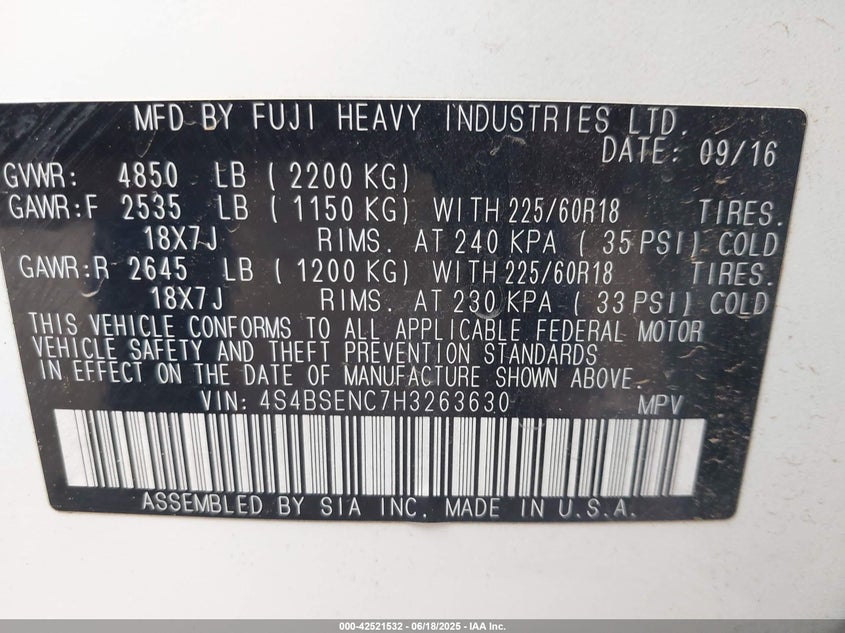 MFD BY FUJI HEAVY INDUSTRIES LTD.
DATE: 09/16
GVWR: 4850 LB ( 2200 KG)
GAWR:F 2535 LB ( 1150 KG) WITH 225/60R18 TIRES.
18X7J RIMS. AT 240 KPA ( 35 PSI) COLD
GAWR:R 2645 LB ( 1200 KG) WITH 225/60R18 TIRES.
18X7J RIMS. AT 230 KPA ( 33 PSI) COLD
THIS VEHICLE CONFORMS TO ALL APPLICABLE FEDERAL MOTOR
VEHICLE SAFETY AND THEFT PREVENTION STANDARDS
IN EFFECT ON THE DATE OF MANUFACTURE SHOWN ABOVE.
VIN: 4S4BSENC7H3263630 MPV
ASSEMBLED BY SIA INC. MADE IN U.S.A.
000-42521532 - 06/18/2025 - IAA Inc.